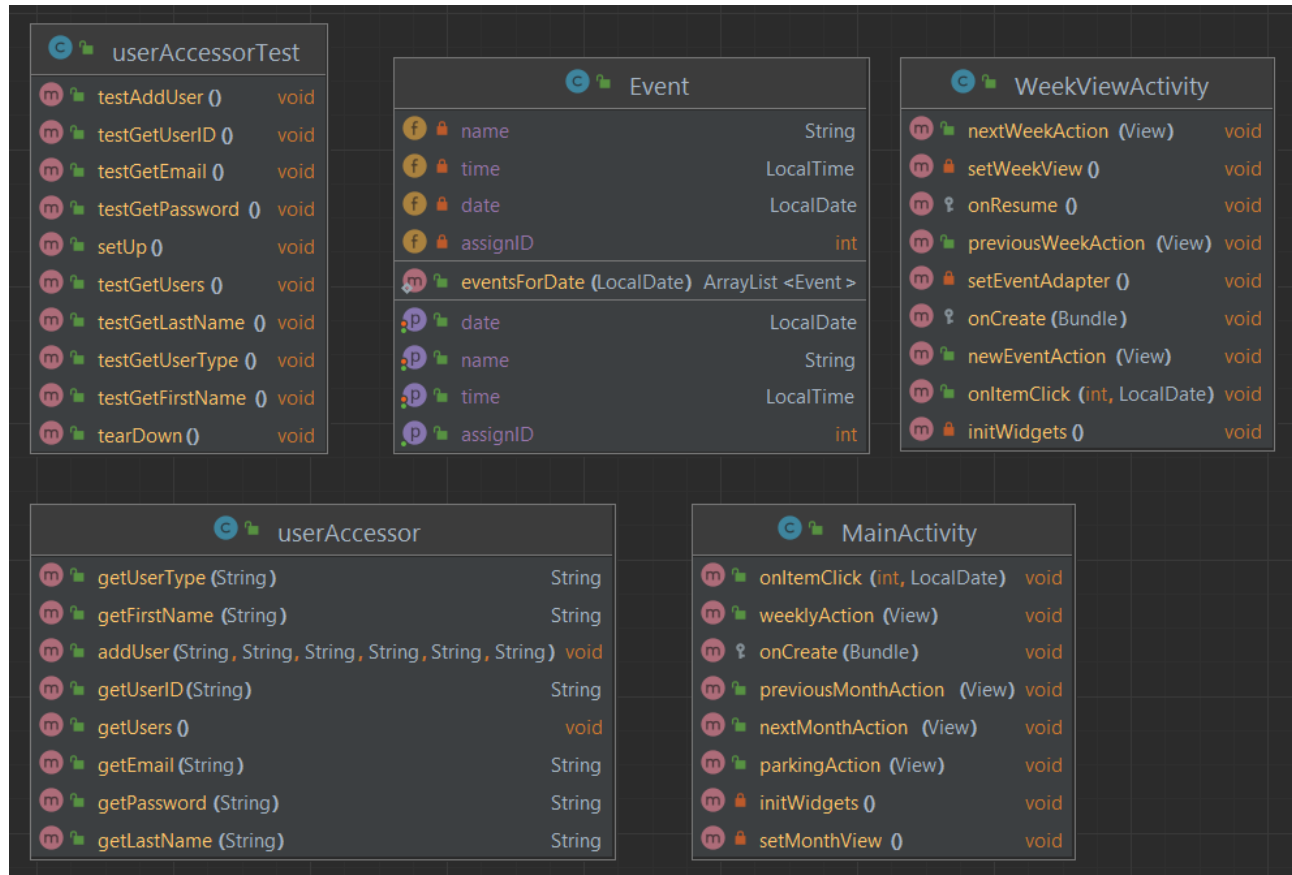 userAccessorTest
testAddUser () void
testGetUserID () void
testGetEmail () void
testGetPassword () void
setUp () void
testGetUsers () void
testGetLastName () void
testGetUserType () void
testGetFirstName () void
tearDown () void
Event
name String
time LocalTime
date LocalDate
assignID int
eventsForDate (LocalDate) ArrayList <Event>
date LocalDate
name String
time LocalTime
assignID int
WeekViewActivity
nextWeekAction (View) void
setWeekView () void
onResume () void
previousWeekAction (View) void
setEventAdapter () void
onCreate (Bundle) void
newEventAction (View) void
onItemClick (int, LocalDate) void
initWidgets () void
userAccessor
getUserType (String) String
getFirstName (String) String
addUser (String, String, String, String, String, String) void
getUserID (String) String
getUsers () void
getEmail (String) String
getPassword (String) String
getLastName (String) String
MainActivity
onItemClick (int, LocalDate) void
weeklyAction (View) void
onCreate (Bundle) void
previousMonthAction (View) void
nextMonthAction (View) void
parkingAction (View) void
initWidgets () void
setMonthView () void